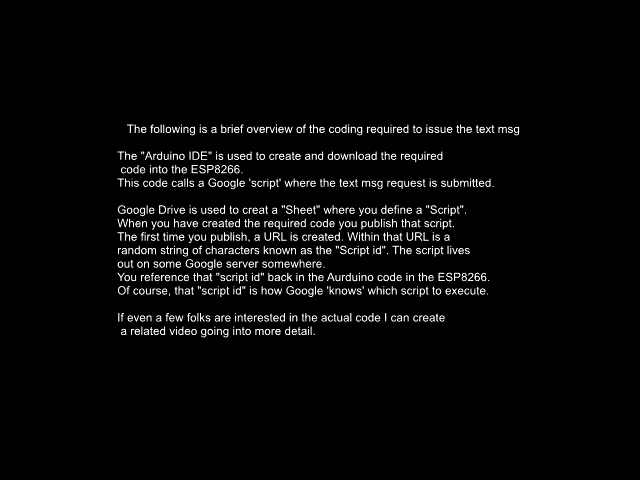 The following is a brief overview of the coding required to issue the text msg
The "Arduino IDE" is used to create and download the required
code into the ESP8266.
This code calls a Google 'script' where the text msg request is submitted.
Google Drive is used to creat a "Sheet" where you define a "Script".
When you have created the required code you publish that script.
The first time you publish, a URL is created. Within that URL is a
random string of characters known as the "Script id". The script lives
out on some Google server somewhere.
You reference that "script id" back in the Aurduino code in the ESP8266.
Of course, that "script id" is how Google 'knows' which script to execute.
If even a few folks are interested in the actual code I can create
a related video going into more detail.